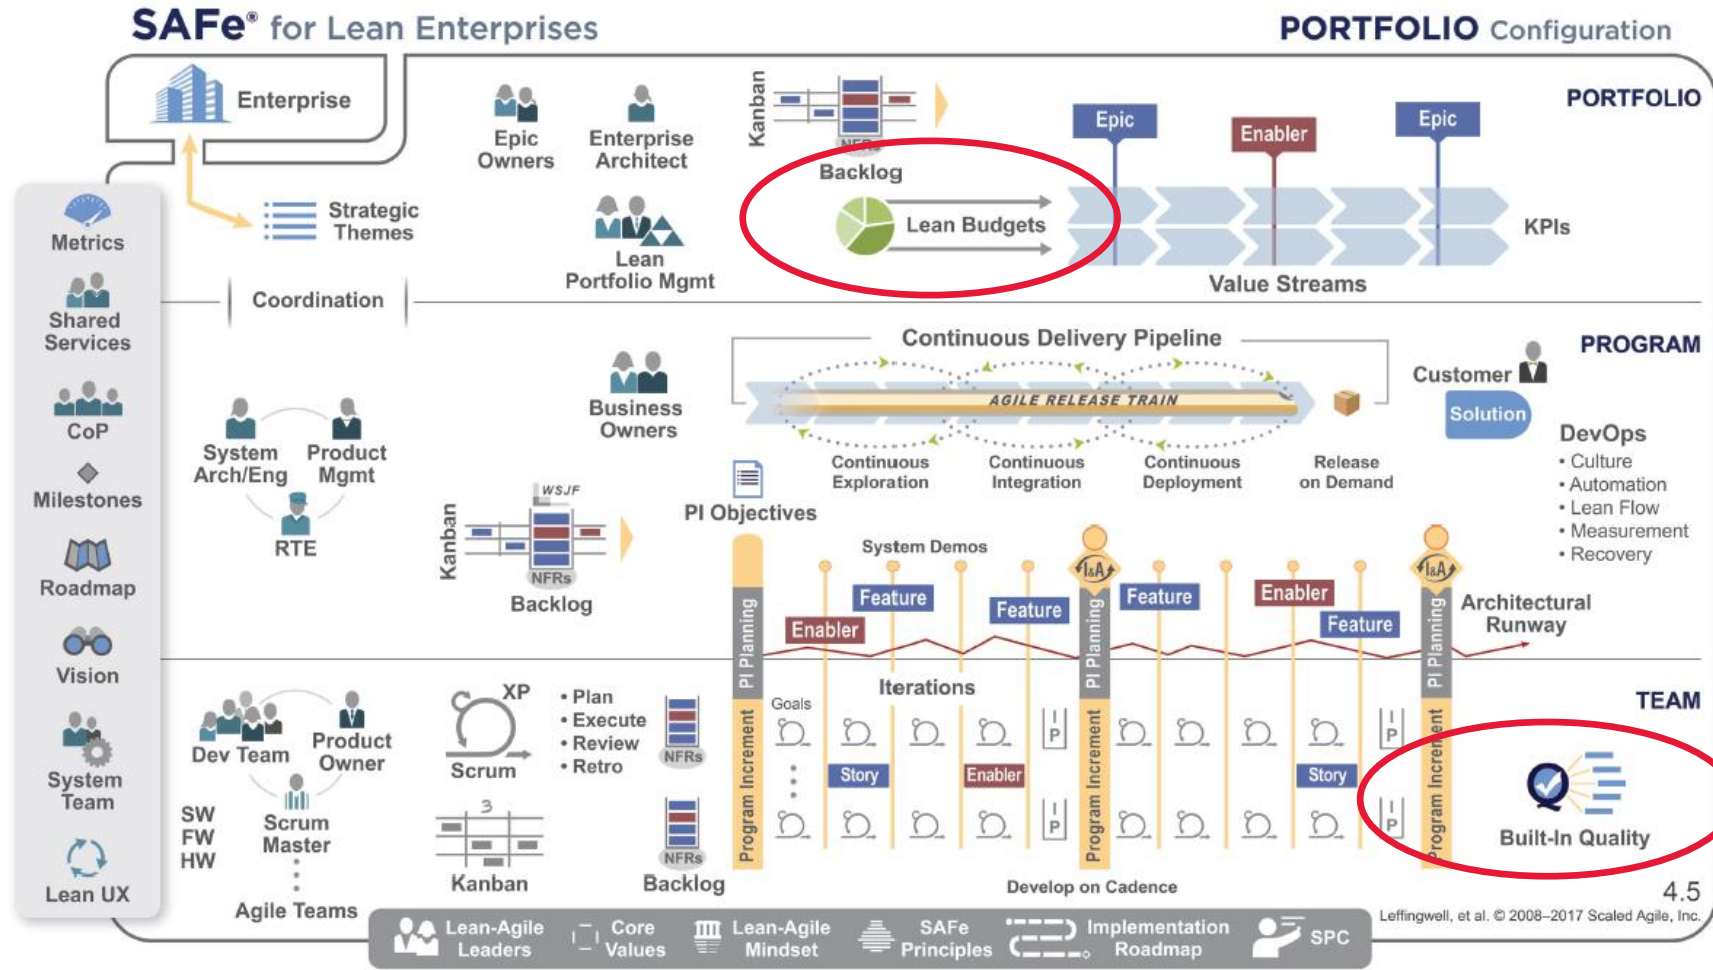 SAFe® for Lean Enterprises
PORTFOLIO Configuration
Enterprise
Epic
Owners
Enterprise
Architect
Kanban
NFRs
Backlog
Epic
Enabler
Epic
PORTFOLIO
Strategic
Themes
Lean
Portfolio Mgmt
Lean Budgets
Value Streams
KPIs
Metrics
Shared
Services
CoP
Milestones
Roadmap
Vision
System
Team
Lean UX
Coordination
Business
Owners
Continuous Delivery Pipeline
AGILE RELEASE TRAIN
Continuous
Exploration
Continuous
Integration
Continuous
Deployment
Release
on Demand
Customer
Solution
PROGRAM
DevOps
• Culture
• Automation
• Lean Flow
• Measurement
• Recovery
System
Arch/Eng
Product
Mgmt
RTE
Kanban
WSJF
NFRs
Backlog
PI Objectives
System Demos
I&A
I&A
Enabler
Feature
Feature
Feature
Enabler
Feature
Architectural
Runway
PI Planning
PI Planning
PI Planning
Dev Team
Product
Owner
Scrum
Master
SW
FW
HW
Agile Teams
XP
Scrum
• Plan
• Execute
• Review
• Retro
3
Kanban
NFRs
NFRs
Backlog
Program Increment
Program Increment
Program Increment
Goals
Iterations
I
P
I
P
Story
Enabler
Story
I
P
I
P
Develop on Cadence
TEAM
Built-In Quality
4.5
Leffingwell, et al. © 2008–2017 Scaled Agile, Inc.
Lean-Agile
Leaders
Core
Values
Lean-Agile
Mindset
SAFe
Principles
Implementation
Roadmap
SPC